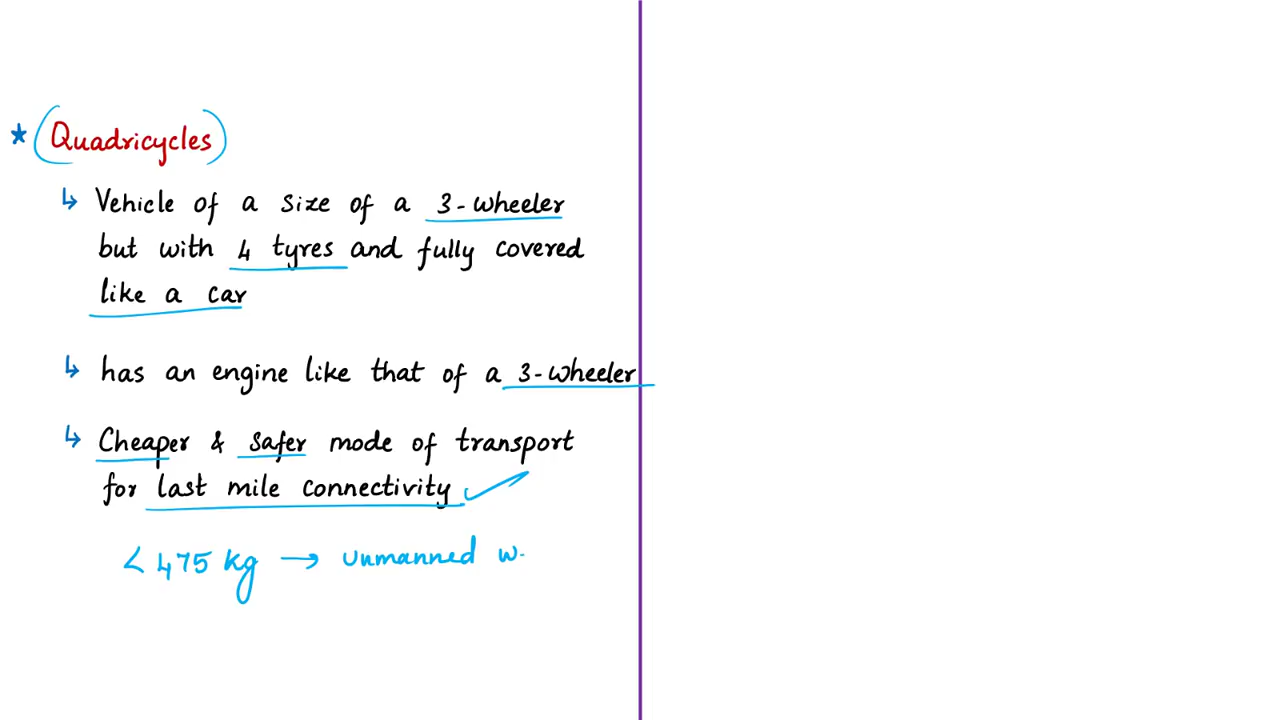 * (Quadricycles)
↳ Vehicle of a size of a 3-wheeler
but with 4 tyres and fully covered
like a car
↳ has an engine like that of a 3-wheeler
↳ Cheaper & safer mode of transport
for last mile connectivity ✓
< 475 kg → unmanned w.